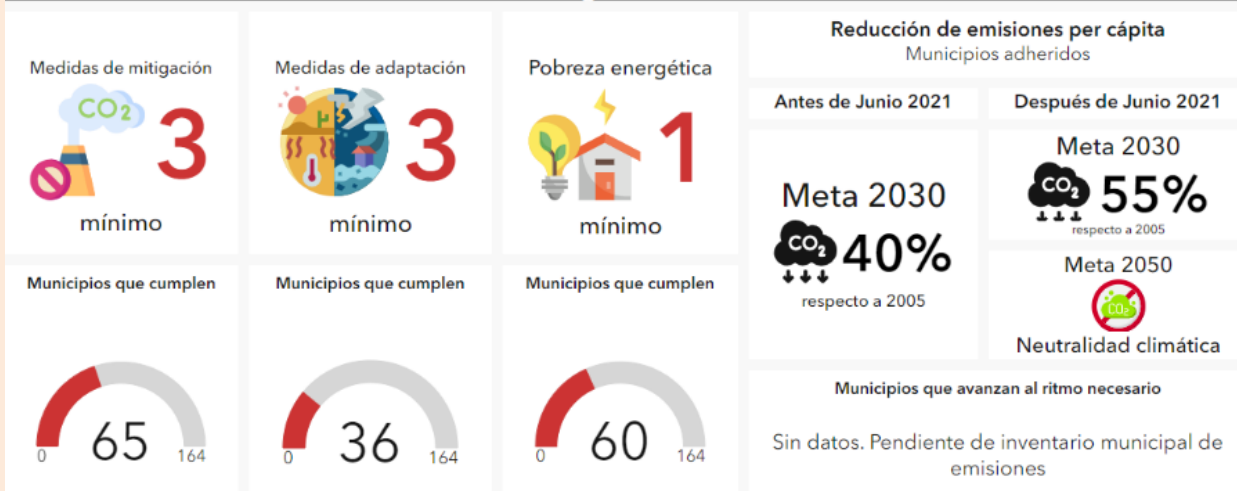 Medidas de mitigación
CO2
3
mínimo
Medidas de adaptación
3
mínimo
Pobreza energética
1
mínimo
Reducción de emisiones per cápita
Municipios adheridos
Antes de Junio 2021
Meta 2030
CO2
40%
respecto a 2005
Después de Junio 2021
Meta 2030
CO2
55%
respecto a 2005
Meta 2050
CO2
Neutralidad climática
Municipios que cumplen
65
0
164
Municipios que cumplen
36
0
164
Municipios que cumplen
60
0
164
Municipios que avanzan al ritmo necesario
Sin datos. Pendiente de inventario municipal de
emisiones